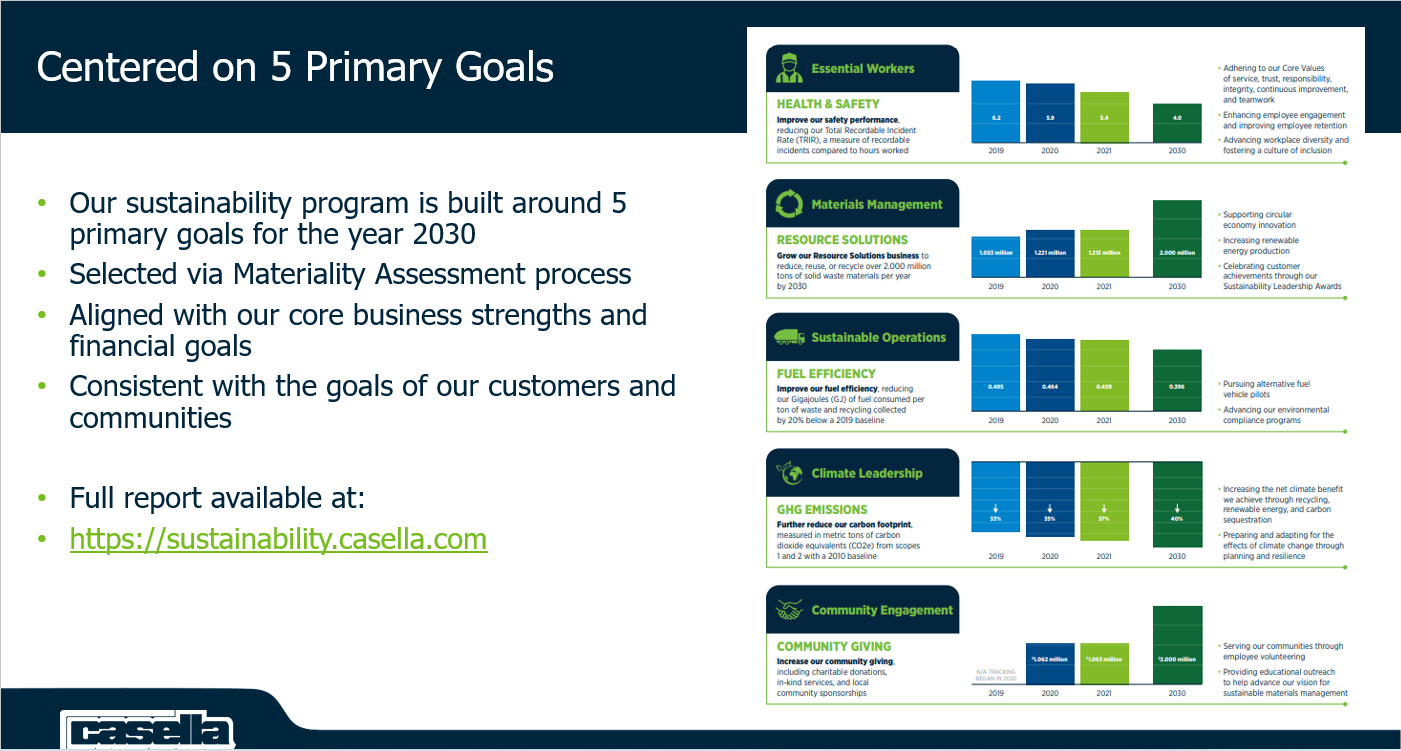 Centered on 5 Primary Goals
• Our sustainability program is built around 5
primary goals for the year 2030
• Selected via Materiality Assessment process
• Aligned with our core business strengths and
financial goals
• Consistent with the goals of our customers and
communities
• Full report available at:
• https://sustainability.casella.com
casella
Essential Workers
HEALTH & SAFETY
Improve our safety performance,
reducing our Total Recordable Incident
Rate (TRIR), a measure of recordable
incidents compared to hours worked
6.2 5.9 5.4 4.0
2019 2020 2021 2030
• Adhering to our Core Values
of service, trust, responsibility,
integrity, continuous improvement,
and teamwork
• Enhancing employee engagement
and improving employee retention
• Advancing workplace diversity and
fostering a culture of inclusion
Materials Management
RESOURCE SOLUTIONS
Grow our Resource Solutions business to
reduce, reuse, or recycle over 2.000 million
tons of solid waste materials per year
by 2030
1.053 million 1.221 million 1.213 million 2.000 million
2019 2020 2021 2030
• Supporting circular
economy innovation
• Increasing renewable
energy production
• Celebrating customer
achievements through our
Sustainability Leadership Awards
Sustainable Operations
FUEL EFFICIENCY
Improve our fuel efficiency, reducing
our Gigajoules (GJ) of fuel consumed per
ton of waste and recycling collected
by 20% below a 2019 baseline
0.495 0.464 0.459 0.396
2019 2020 2021 2030
• Pursuing alternative fuel
vehicle pilots
• Advancing our environmental
compliance programs
Climate Leadership
GHG EMISSIONS
Further reduce our carbon footprint,
measured in metric tons of carbon
dioxide equivalents (CO2e) from scopes
1 and 2 with a 2010 baseline
33% 35% 37% 40%
2019 2020 2021 2030
• Increasing the net climate benefit
we achieve through recycling,
renewable energy, and carbon
sequestration
• Preparing and adapting for the
effects of climate change through
planning and resilience
Community Engagement
COMMUNITY GIVING
Increase our community giving,
including charitable donations,
in-kind services, and local
community sponsorships
N/A TRACKING
BEGAN IN 2020
$1.062 million $1.063 million $2.000 million
2019 2020 2021 2030
• Serving our communities through
employee volunteering
• Providing educational outreach
to help advance our vision for
sustainable materials management